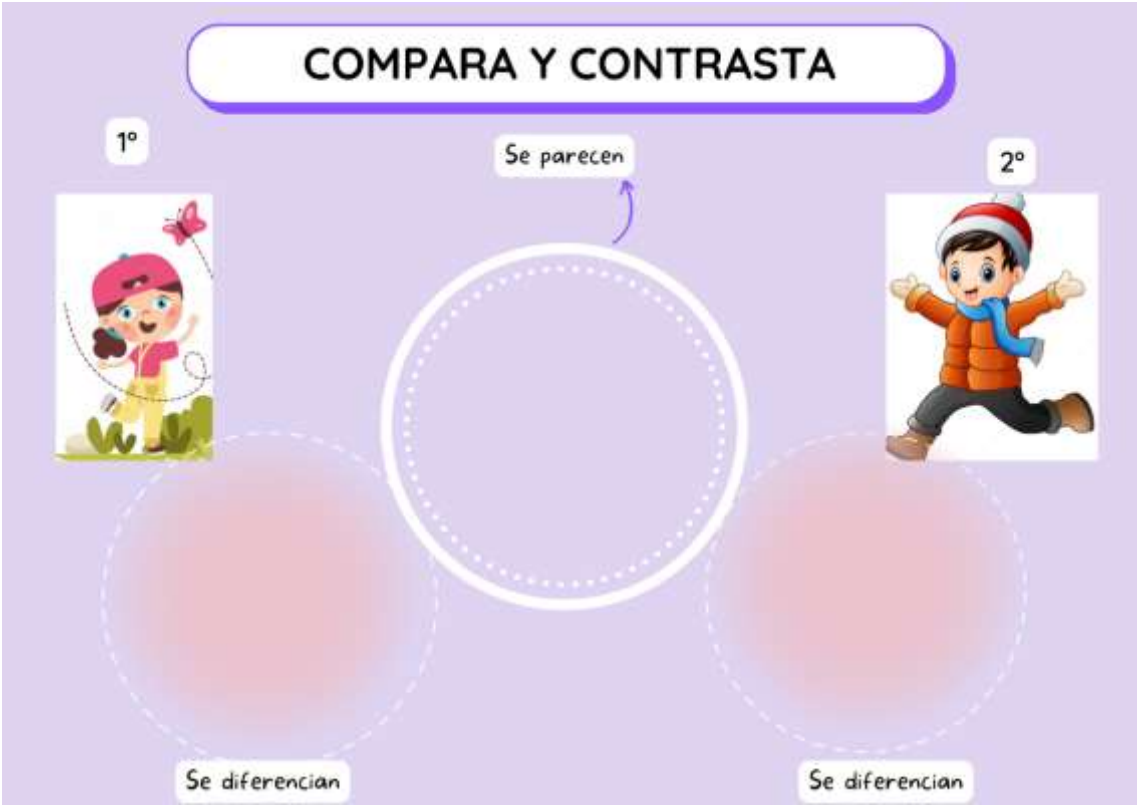 COMPARA Y CONTRASTA
1º
Se parecen
2º
Se diferencian
Se diferencian